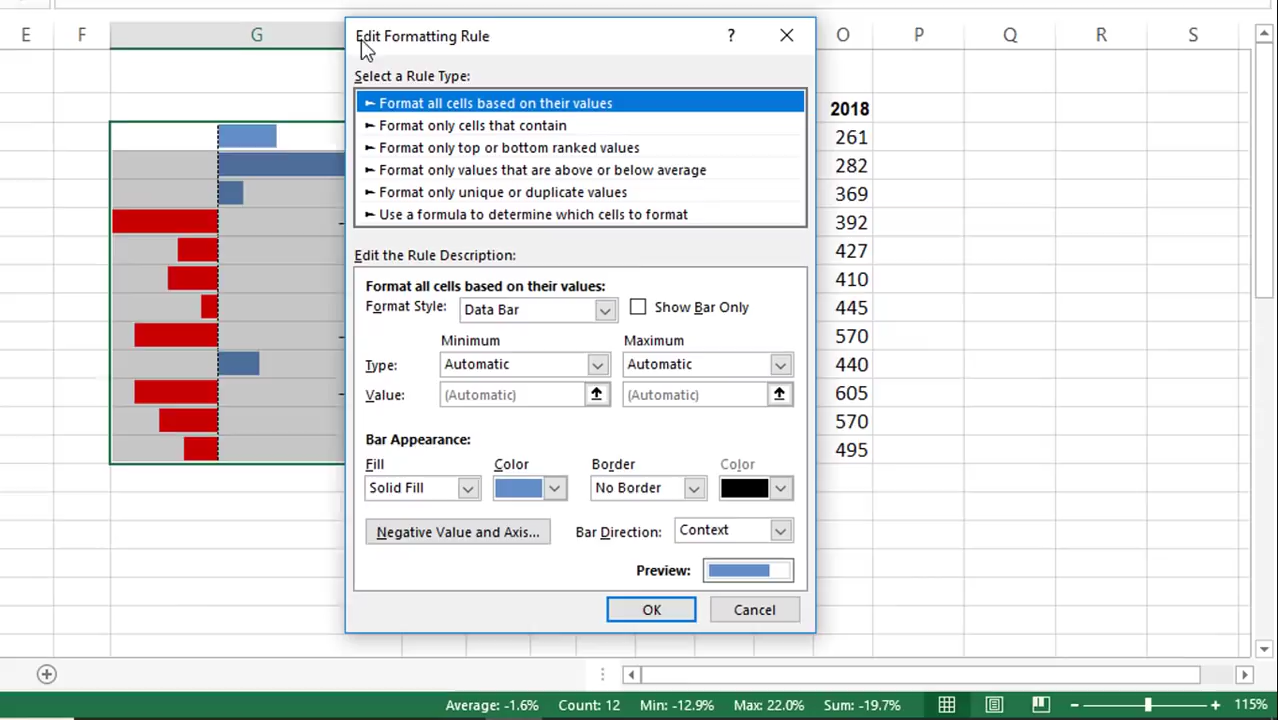 E F G O P Q R S
Edit Formatting Rule ?
Select a Rule Type:
► Format all cells based on their values
► Format only cells that contain
► Format only top or bottom ranked values
► Format only values that are above or below average
► Format only unique or duplicate values
► Use a formula to determine which cells to format
Edit the Rule Description:
Format all cells based on their values:
Format Style: Data Bar Show Bar Only
Minimum Maximum
Type: Automatic Automatic
Value: (Automatic) (Automatic)
Bar Appearance:
Fill Color Border Color
Solid Fill No Border
Negative Value and Axis... Bar Direction: Context
Preview:
OK Cancel
2018
261
282
369
392
427
410
445
570
440
605
570
495
Average: -1.6% Count: 12 Min: -12.9% Max: 22.0% Sum: -19.7% 115%